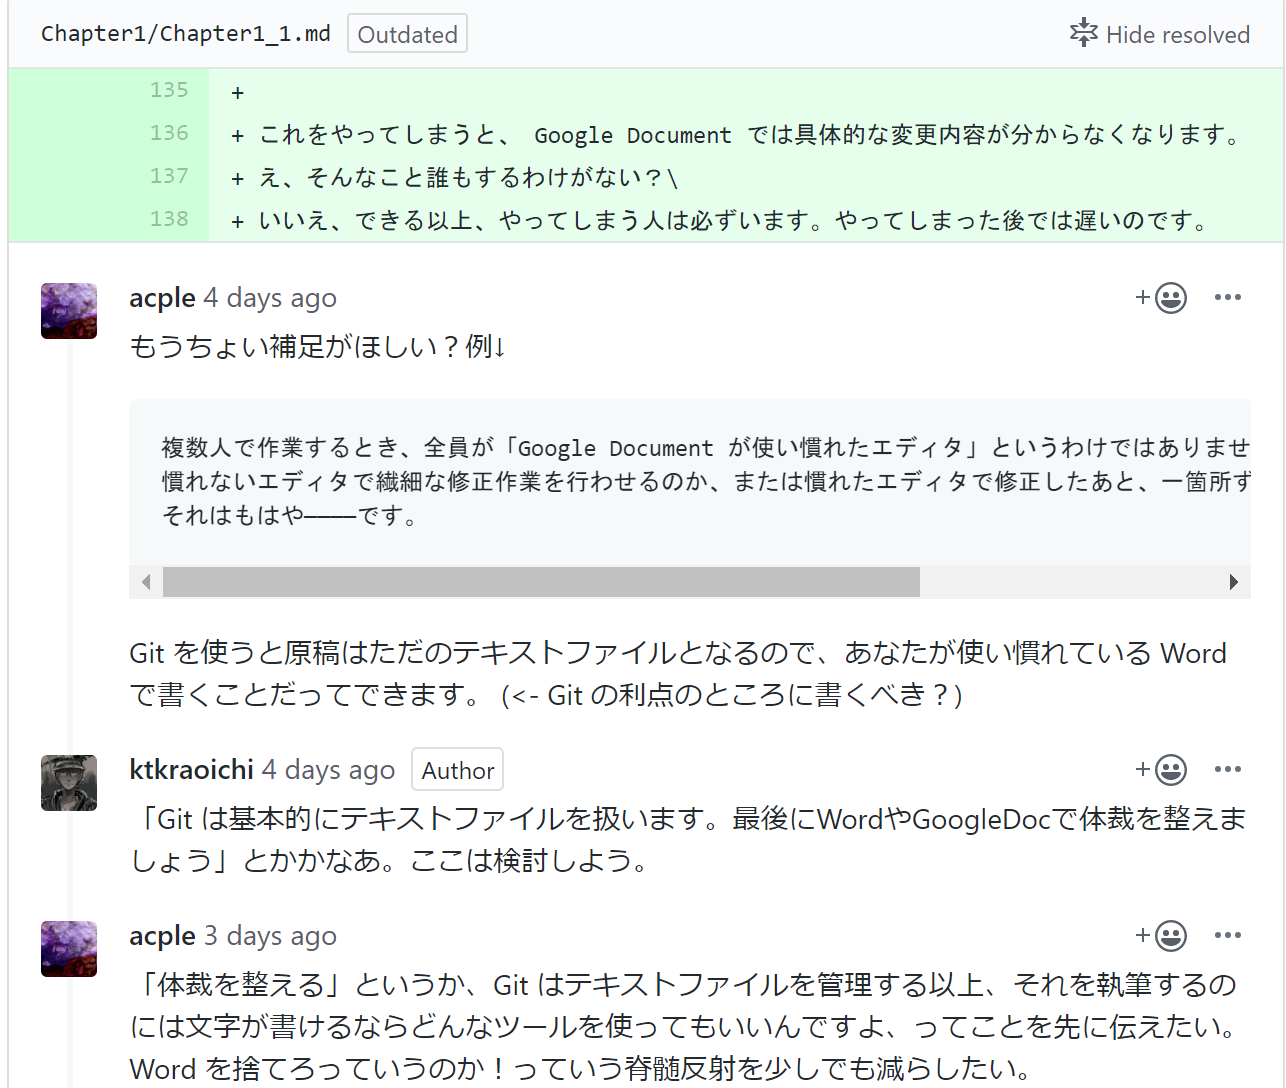 Chapter1/Chapter1_1.md Outdated Hide resolved
135 +
136 + これをやってしまうと、 Google Document では具体的な変更内容が分からなくなります。
137 + え、そんなこと誰もするわけがない？\
138 + いいえ、できる以上、やってしまう人は必ずいます。やってしまった後では遅いのです。
acple 4 days ago
もうちょい補足がほしい？例↓
複数人で作業するとき、全員が「Google Document が使い慣れたエディタ」というわけではありませ
慣れないエディタで繊細な修正作業を行わせるのか、または慣れたエディタで修正したあと、一箇所ず
それはもはや————です。
Git を使うと原稿はただのテキストファイルとなるので、あなたが使い慣れている Word
で書くことだってできます。 (<- Git の利点のところに書くべき？)
ktkraoichi 4 days ago Author
「Git は基本的にテキストファイルを扱います。最後にWordやGoogleDocで体裁を整えま
しょう」とかかなあ。ここは検討しよう。
acple 3 days ago
「体裁を整える」というか、Git はテキストファイルを管理する以上、それを執筆するの
には文字が書けるならどんなツールを使ってもいいんですよ、ってことを先に伝えたい。
Word を捨てろっていうのか！っていう脊髄反射を少しでも減らしたい。